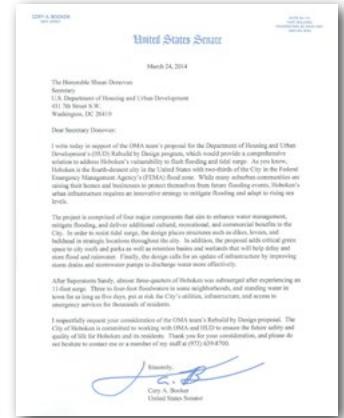 CORY A. BOOKER
NEW JERSEY
United States Senate
March 24, 2014
The Honorable Shaun Donovan
Secretary
U.S. Department of Housing and Urban Development
451 7th Street S.W.
Washington, DC 20410
Dear Secretary Donovan:
I write today in support of the OMA team's proposal for the Department of Housing and Urban
Development's (HUD) Rebuild by Design program, which would provide a comprehensive
solution to address Hoboken's vulnerability to flash flooding and tidal surge. As you know,
Hoboken is the fourth-densest city in the United States with two-thirds of the City in the Federal
Emergency Management Agency's (FEMA) flood zone. While many suburban communities are
raising their homes and businesses to protect themselves from future flooding events, Hoboken's
urban infrastructure requires an innovative strategy to mitigate flooding and adapt to rising sea
levels.
The project is comprised of four major components that aim to enhance water management,
mitigate flooding, and deliver additional cultural, recreational, and commercial benefits to the
City. In order to resist tidal surge, the design places structures such as dikes, levees, and
bulkhead in strategic locations throughout the city. In addition, the proposal adds critical green
space to city roofs and parks as well as retention basins and wetlands that will help delay and
store flood and rainwater. Finally, the design calls for an update of infrastructure by improving
storm drains and stormwater pumps to discharge water more effectively.
After Superstorm Sandy, almost three-quarters of Hoboken was submerged after experiencing an
11-foot surge. Three to four-foot floodwaters in some neighborhoods, and standing water in
town for as long as five days, put at risk the City's utilities, infrastructure, and access to
emergency services for thousands of residents.
I respectfully request your consideration of the OMA team's Rebuild by Design proposal. The
City of Hoboken is committed to working with OMA and HUD to ensure the future safety and
quality of life for Hoboken and its residents. Thank you for your consideration, and please do
not hesitate to contact me or a member of my staff at (973) 639-8700.
Sincerely,
Cory A. Booker
United States Senator